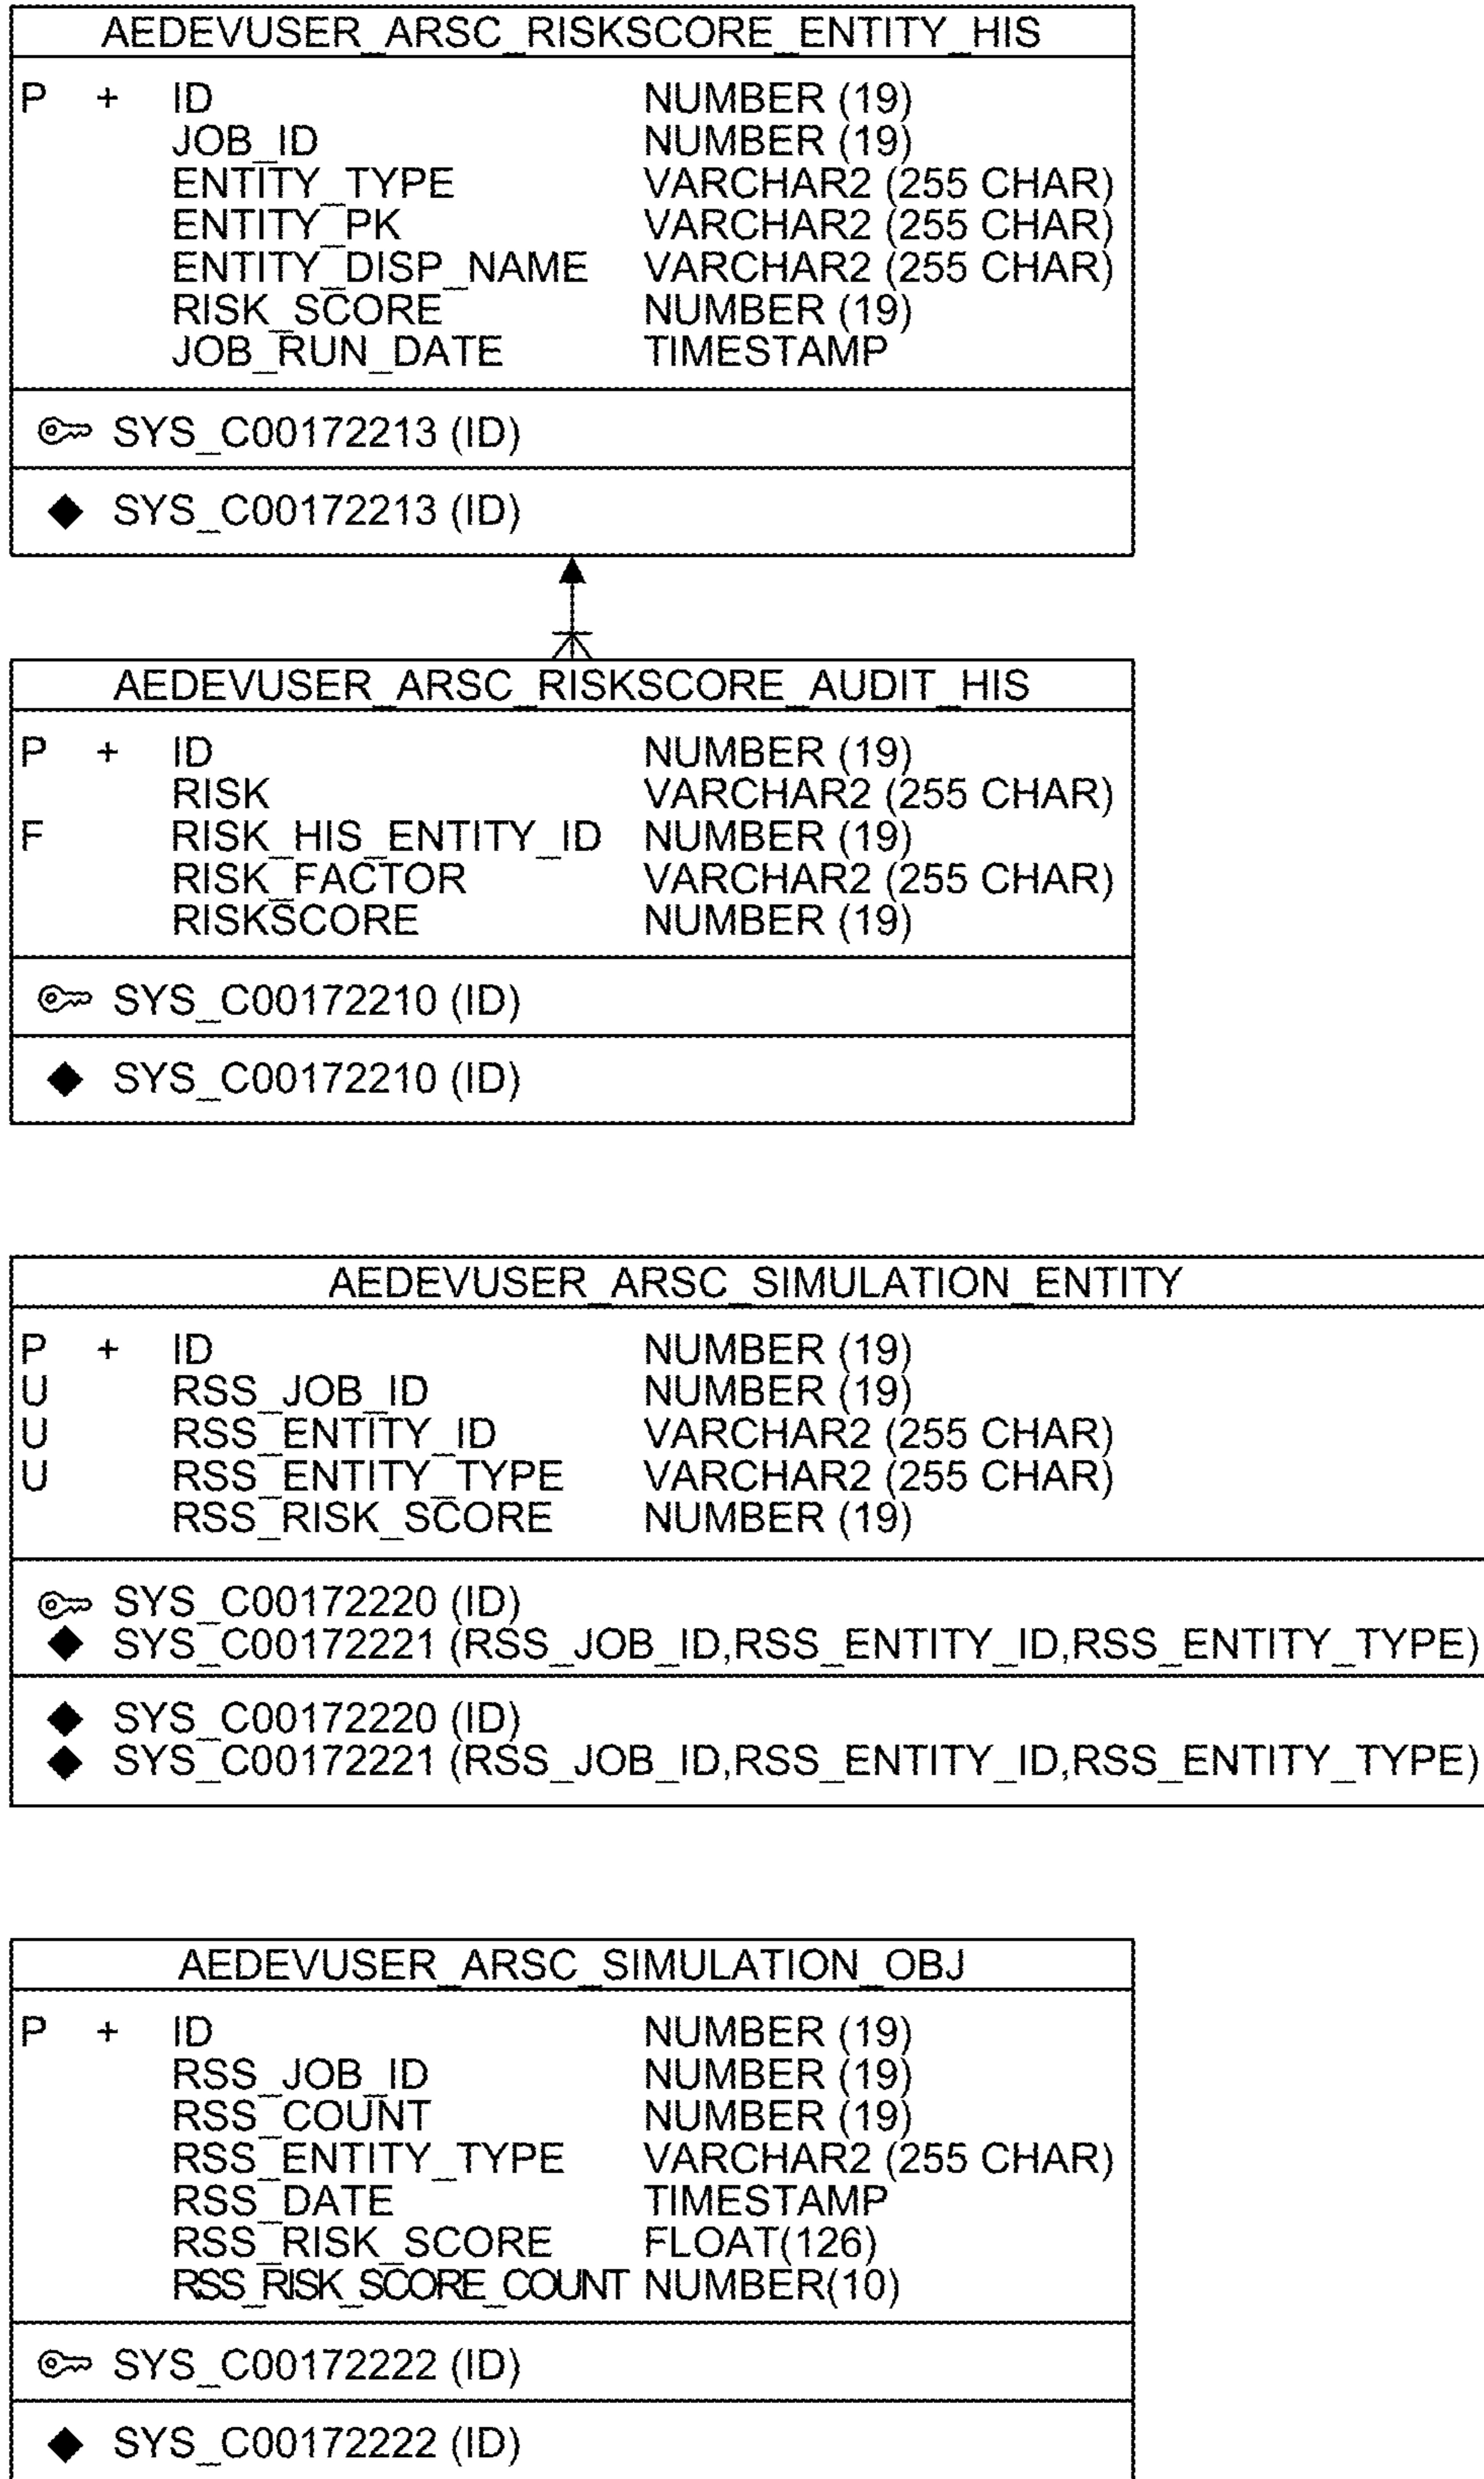 AEDEVUSER_ARSC_RISKSCORE_ENTITY_HIS
P + ID NUMBER (19)
JOB_ID NUMBER (19)
ENTITY_TYPE VARCHAR2 (255 CHAR)
ENTITY_PK VARCHAR2 (255 CHAR)
ENTITY_DISP_NAME VARCHAR2 (255 CHAR)
RISK_SCORE NUMBER (19)
JOB_RUN_DATE TIMESTAMP
SYS_C00172213 (ID)
SYS_C00172213 (ID)
AEDEVUSER_ARSC_RISKSCORE_AUDIT_HIS
P + ID NUMBER (19)
RISK VARCHAR2 (255 CHAR)
F RISK_HIS_ENTITY_ID NUMBER (19)
RISK_FACTOR VARCHAR2 (255 CHAR)
RISKSCORE NUMBER (19)
SYS_C00172210 (ID)
SYS_C00172210 (ID)
AEDEVUSER_ARSC_SIMULATION_ENTITY
P + ID NUMBER (19)
U RSS_JOB_ID NUMBER (19)
U RSS_ENTITY_ID VARCHAR2 (255 CHAR)
U RSS_ENTITY_TYPE VARCHAR2 (255 CHAR)
RSS_RISK_SCORE NUMBER (19)
SYS_C00172220 (ID)
SYS_C00172221 (RSS_JOB_ID,RSS_ENTITY_ID,RSS_ENTITY_TYPE)
SYS_C00172220 (ID)
SYS_C00172221 (RSS_JOB_ID,RSS_ENTITY_ID,RSS_ENTITY_TYPE)
AEDEVUSER_ARSC_SIMULATION_OBJ
P + ID NUMBER (19)
RSS_JOB_ID NUMBER (19)
RSS_COUNT NUMBER (19)
RSS_ENTITY_TYPE VARCHAR2 (255 CHAR)
RSS_DATE TIMESTAMP
RSS_RISK_SCORE FLOAT(126)
RSS_RISK_SCORE_COUNT NUMBER(10)
SYS_C00172222 (ID)
SYS_C00172222 (ID)